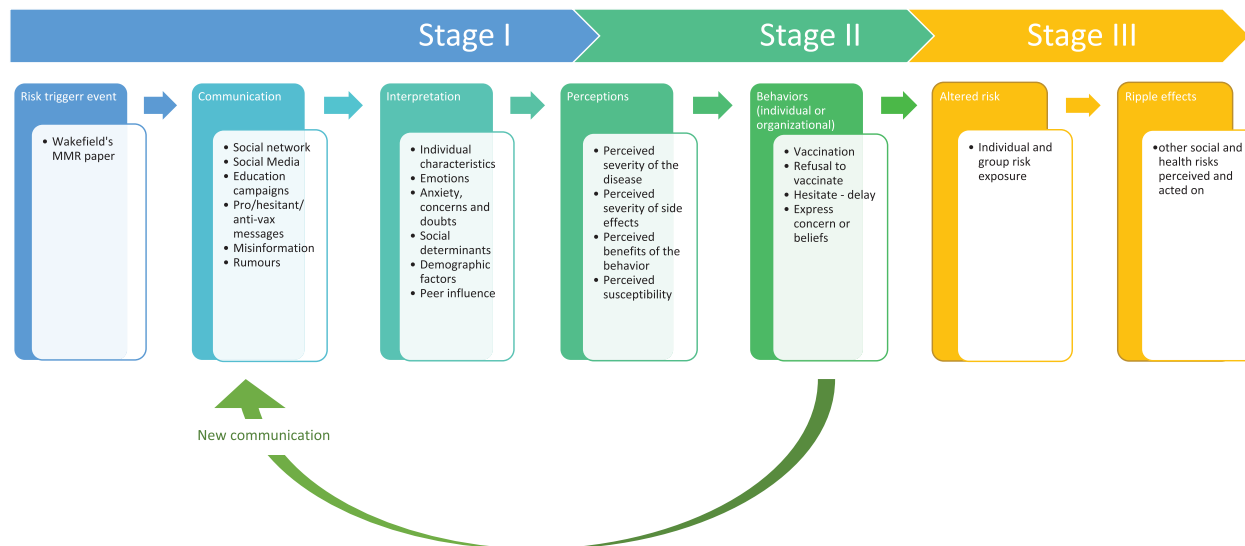 Stage I
Stage II
Stage III
Risk triggerr event
• Wakefield's
MMR paper
Communication
• Social network
• Social Media
• Education
campaigns
• Pro/hesitant/
anti-vax
messages
• Misinformation
• Rumours
Interpretation
• Individual
characteristics
• Emotions
• Anxiety,
concerns and
doubts
• Social
determinants
• Demographic
factors
• Peer influence
Perceptions
• Perceived
severity of the
disease
• Perceived
severity of side
effects
• Perceived
benefits of the
behavior
• Perceived
susceptibility
Behaviors
(individual or
organizational)
• Vaccination
• Refusal to
vaccinate
• Hesitate - delay
• Express
concern or
beliefs
Altered risk
• Individual and
group risk
exposure
Ripple effects
•other social and
health risks
perceived and
acted on
New communication